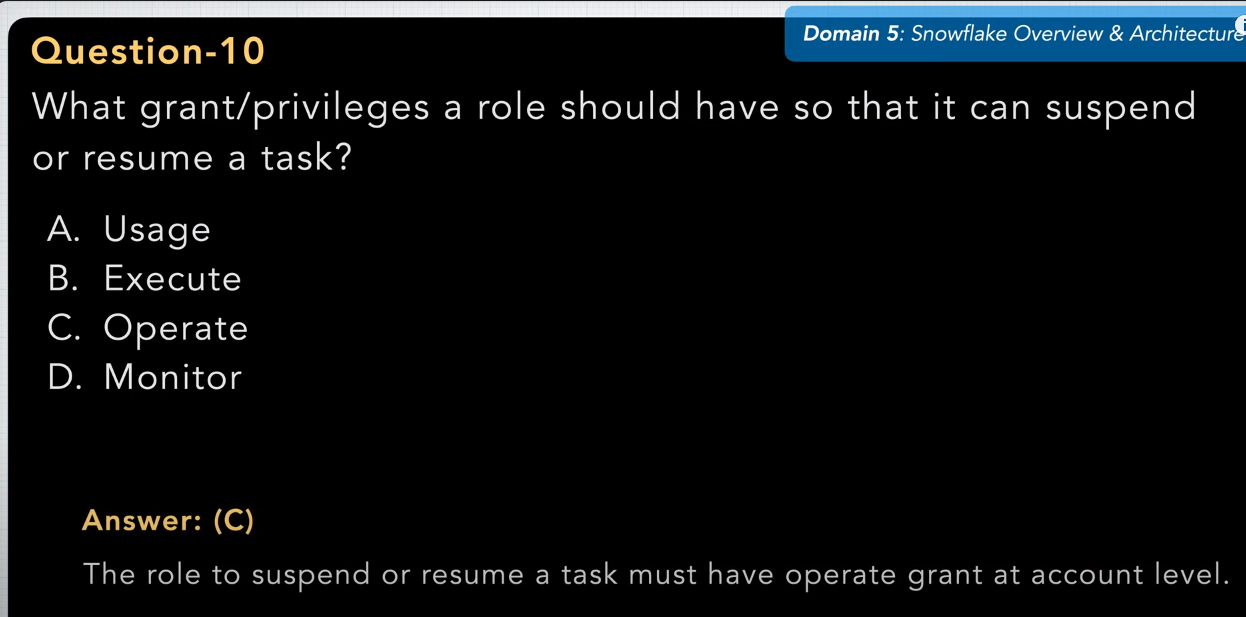 Domain 5: Snowflake Overview & Architecture
Question-10
What grant/privileges a role should have so that it can suspend
or resume a task?
A. Usage
B. Execute
C. Operate
D. Monitor
Answer: (C)
The role to suspend or resume a task must have operate grant at account level.